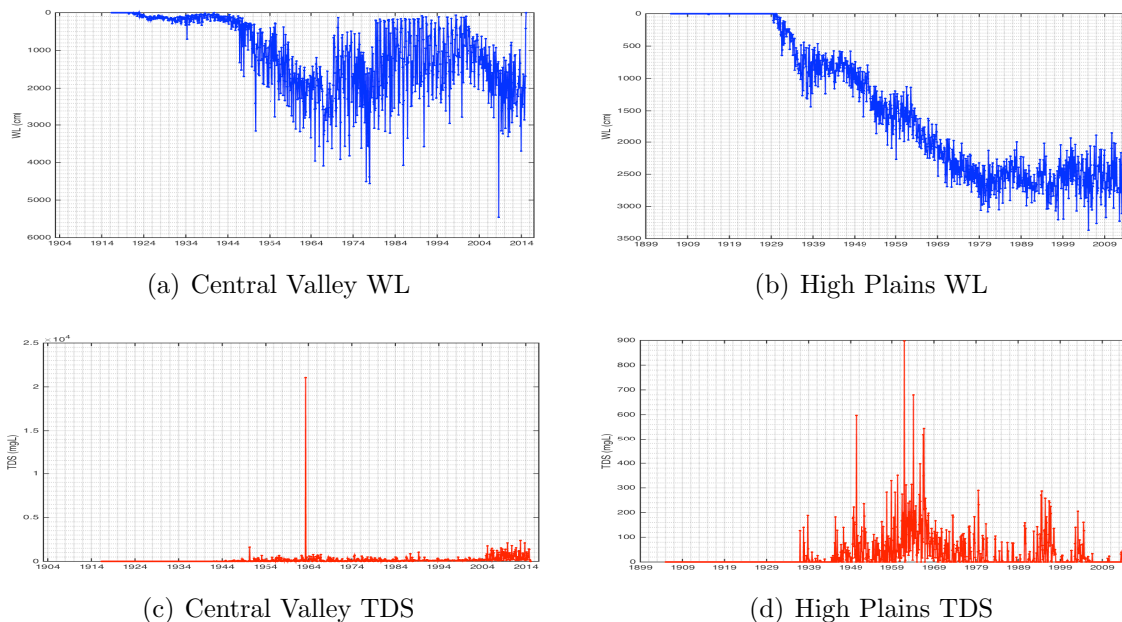 0
1000
2000
3000
4000
5000
6000
WL (cm)
1904 1914 1924 1934 1944 1954 1964 1974 1984 1994 2004 2014
(a) Central Valley WL
0
500
1000
1500
2000
2500
3000
3500
WL (cm)
1899 1909 1919 1929 1939 1949 1959 1969 1979 1989 1999 2009
(b) High Plains WL
×10⁴
2.5
2
1.5
1
0.5
0
TDS (mgL)
1904 1914 1924 1934 1944 1954 1964 1974 1984 1994 2004 2014
(c) Central Valley TDS
900
800
700
600
500
400
300
200
100
0
TDS (mgL)
1899 1909 1919 1929 1939 1949 1959 1969 1979 1989 1999 2009
(d) High Plains TDS